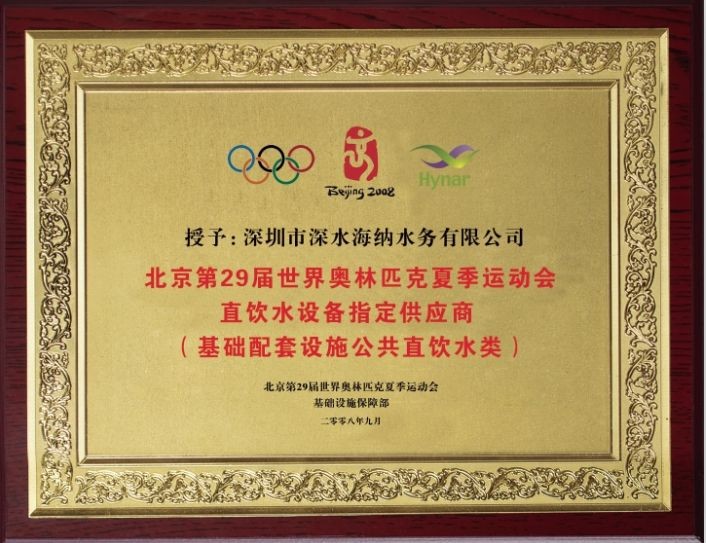 Beijing 2008
Hynar
授予：深圳市深水海纳水务有限公司
北京第29届世界奥林匹克夏季运动会
直饮水设备指定供应商
（基础配套设施公共直饮水类）
北京第29届世界奥林匹克夏季运动会
基础设施保障部
二零零八年九月